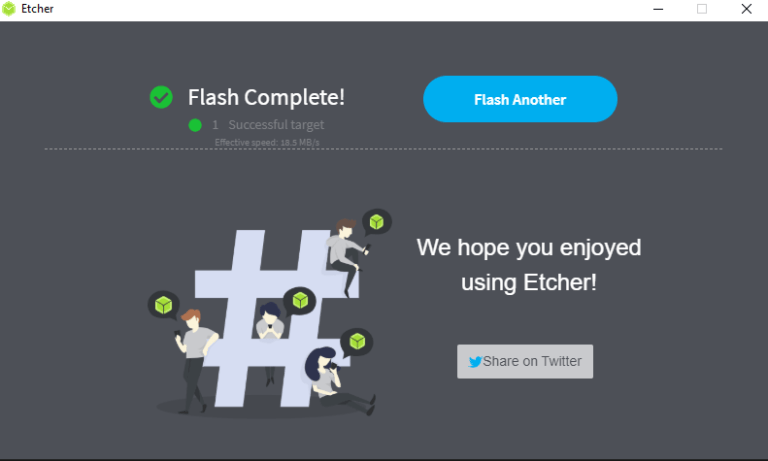 Etcher
Flash Complete!
1 Successful target
Effective speed: 18.5 MB/s
Flash Another
We hope you enjoyed
using Etcher!
Share on Twitter